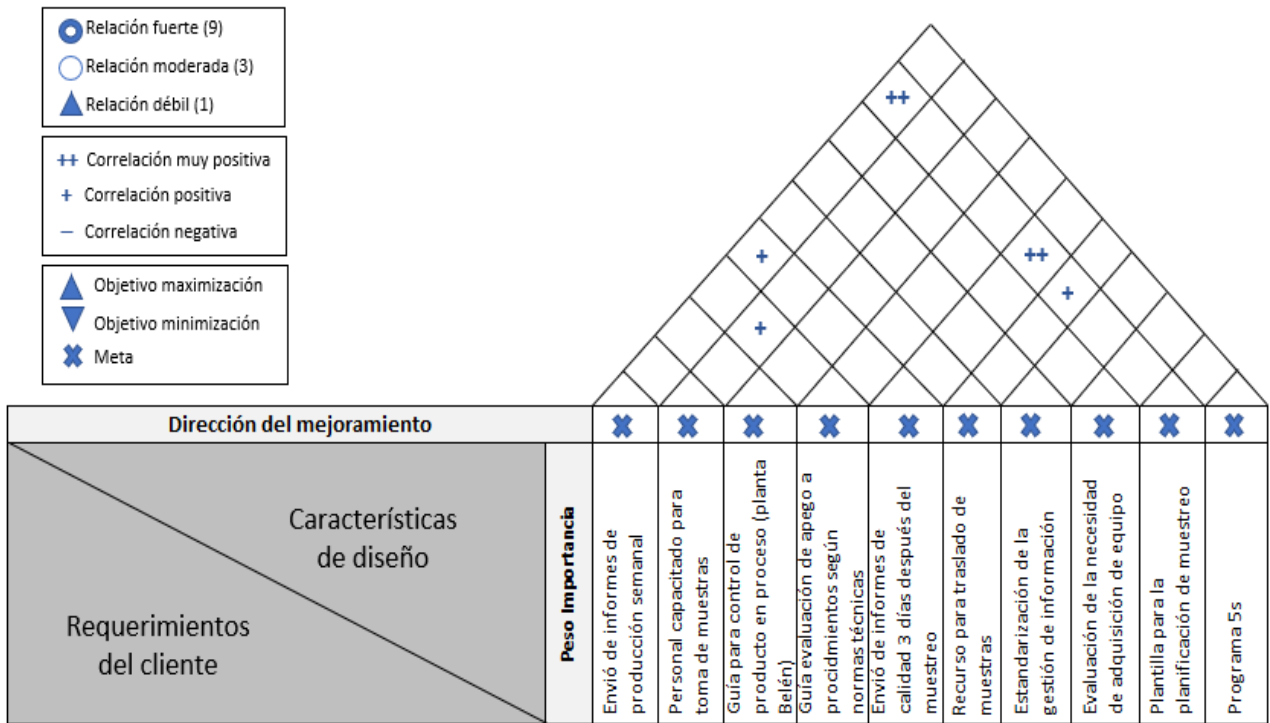 Relación fuerte (9)
Relación moderada (3)
Relación débil (1)
++ Correlación muy positiva
+ Correlación positiva
− Correlación negativa
Objetivo maximización
Objetivo minimización
Meta
++
+
++
+
+
Dirección del mejoramiento
Características
de diseño
Requerimientos
del cliente
Peso Importancia
Envió de informes de
producción semanal
Personal capacitado para
toma de muestras
Guía para control de
producto en proceso (planta
Belén)
Guía evaluación de apego a
procidmientos según
normas técnicas
Envió de informes de
calidad 3 días después del
muestreo
Recurso para traslado de
muestras
Estandarización de la
gestión de información
Evaluación de la necesidad
de adquisición de equipo
Plantilla para la
planificación de muestreo
Programa 5s